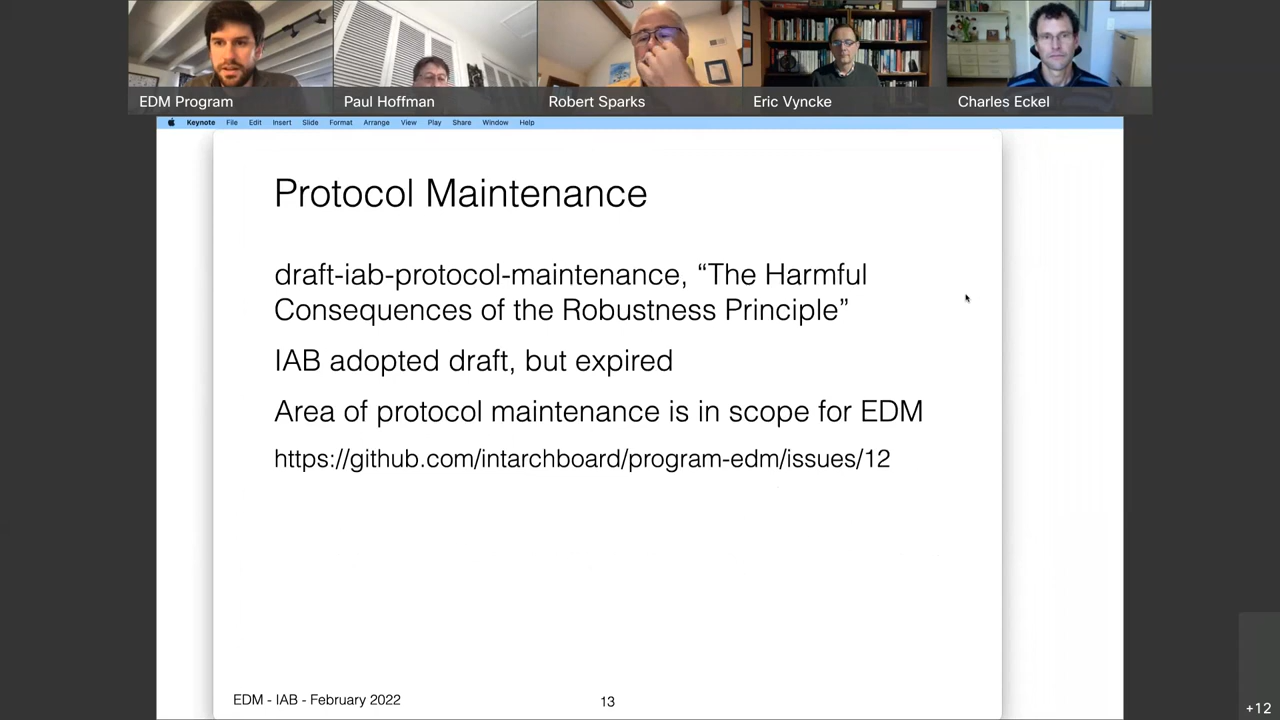 EDM Program
Paul Hoffman
Robert Sparks
Eric Vyncke
Charles Eckel
Keynote File Edit Insert Slide Format Arrange View Play Share Window Help
Protocol Maintenance
draft-iab-protocol-maintenance, “The Harmful
Consequences of the Robustness Principle”
IAB adopted draft, but expired
Area of protocol maintenance is in scope for EDM
https://github.com/intarchboard/program-edm/issues/12
EDM - IAB - February 2022
13
+12